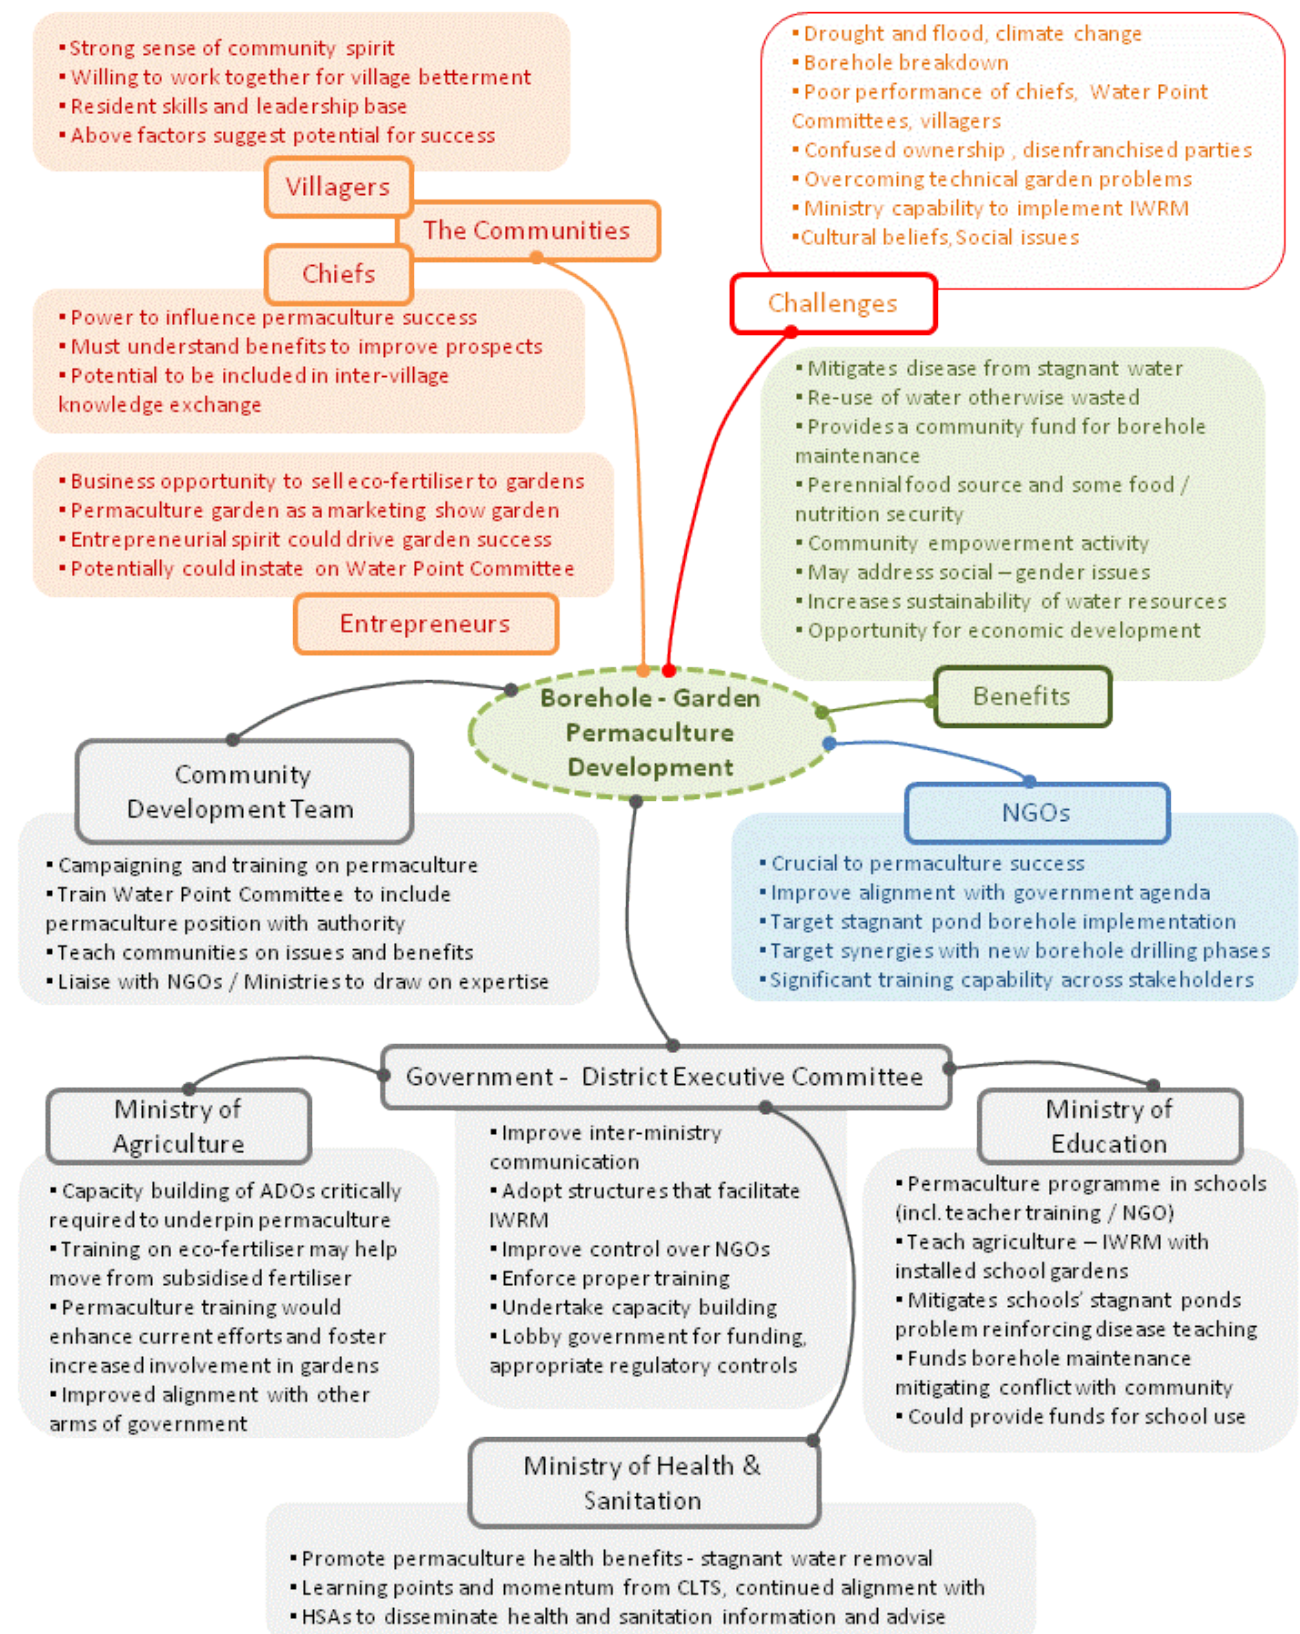 ▪ Strong sense of community spirit
▪ Willing to work together for village betterment
▪ Resident skills and leadership base
▪ Above factors suggest potential for success
Villagers
The Communities
Chiefs
▪ Power to influence permaculture success
▪ Must understand benefits to improve prospects
▪ Potential to be included in inter-village
knowledge exchange
▪ Business opportunity to sell eco-fertiliser to gardens
▪ Permaculture garden as a marketing show garden
▪ Entrepreneurial spirit could drive garden success
▪ Potentially could instate on Water Point Committee
Entrepreneurs
▪ Drought and flood, climate change
▪ Borehole breakdown
▪ Poor performance of chiefs, Water Point
Committees, villagers
▪ Confused ownership , disenfranchised parties
▪ Overcoming technical garden problems
▪ Ministry capability to implement IWRM
▪Cultural beliefs, Social issues
Challenges
▪ Mitigates disease from stagnant water
▪ Re-use of water otherwise wasted
▪ Provides a community fund for borehole
maintenance
▪ Perennial food source and some food /
nutrition security
▪ Community empowerment activity
▪ May address social – gender issues
▪ Increases sustainability of water resources
▪ Opportunity for economic development
Benefits
Borehole - Garden
Permaculture
Development
Community
Development Team
▪ Campaigning and training on permaculture
▪ Train Water Point Committee to include
permaculture position with authority
▪ Teach communities on issues and benefits
▪ Liaise with NGOs / Ministries to draw on expertise
NGOs
▪ Crucial to permaculture success
▪ Improve alignment with government agenda
▪ Target stagnant pond borehole implementation
▪ Target synergies with new borehole drilling phases
▪ Significant training capability across stakeholders
Government - District Executive Committee
▪ Improve inter-ministry
communication
▪ Adopt structures that facilitate
IWRM
▪ Improve control over NGOs
▪ Enforce proper training
▪ Undertake capacity building
▪ Lobby government for funding,
appropriate regulatory controls
Ministry of
Agriculture
▪ Capacity building of ADOs critically
required to underpin permaculture
▪ Training on eco-fertiliser may help
move from subsidised fertiliser
▪ Permaculture training would
enhance current efforts and foster
increased involvement in gardens
▪ Improved alignment with other
arms of government
Ministry of
Education
▪ Permaculture programme in schools
(incl. teacher training / NGO)
▪ Teach agriculture – IWRM with
installed school gardens
▪ Mitigates schools’ stagnant ponds
problem reinforcing disease teaching
▪ Funds borehole maintenance
mitigating conflict with community
▪ Could provide funds for school use
Ministry of Health &
Sanitation
▪ Promote permaculture health benefits - stagnant water removal
▪ Learning points and momentum from CLTS, continued alignment with
▪ HSAs to disseminate health and sanitation information and advise